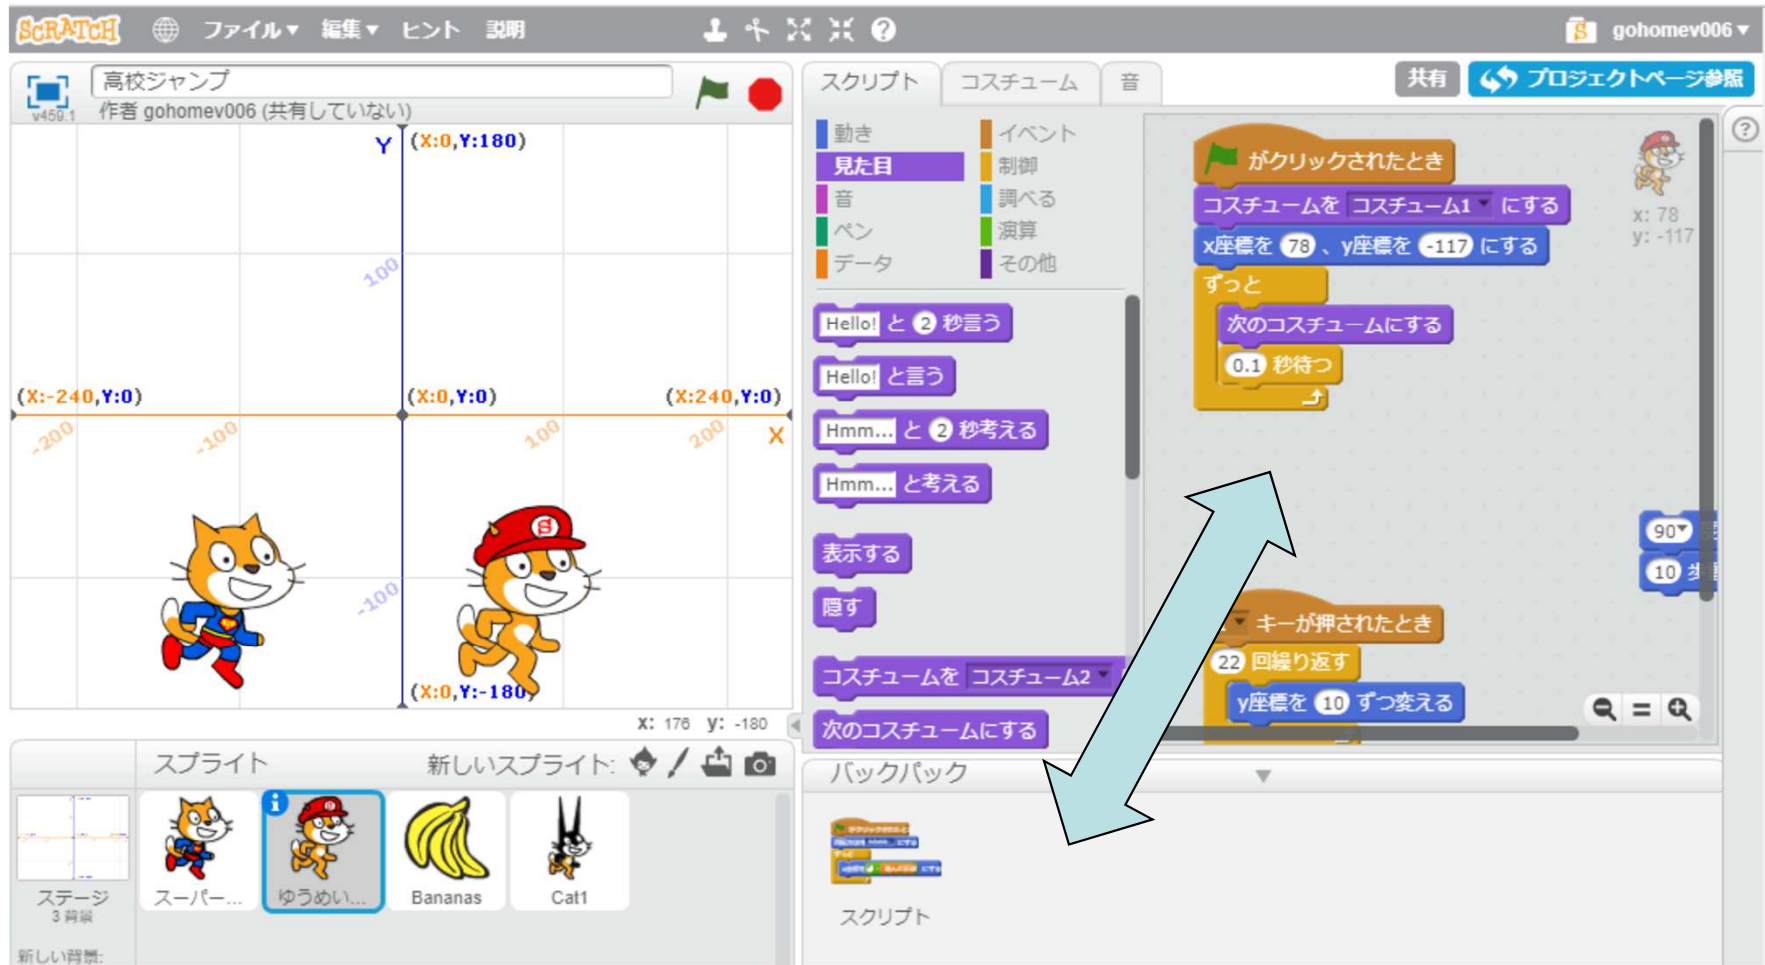 SCRATCH ファイル▼ 編集▼ ヒント 説明 gohomev006▼
高校ジャンプ
作者 gohomev006 (共有していない)
v459.1
スクリプト コスチューム 音 共有 プロジェクトページ参照
Y (X:0,Y:180)
100
(X:-240,Y:0) (X:0,Y:0) (X:240,Y:0)
-200 -100 100 200 X
-100
(X:0,Y:-180)
X: 176 y: -180
動き イベント
見た目 制御
音 調べる
ペン 演算
データ その他
Hello! と 2 秒言う
Hello! と言う
Hmm... と 2 秒考える
Hmm... と考える
表示する
隠す
コスチュームを コスチューム2
次のコスチュームにする
がクリックされたとき
コスチュームを コスチューム1 にする
x座標を 78 、y座標を -117 にする
ずっと
次のコスチュームにする
0.1 秒待つ
x: 78
y: -117
90▼
10 歩
キーが押されたとき
22 回繰り返す
y座標を 10 ずつ変える
スプライト 新しいスプライト:
ステージ
3 背景
新しい背景:
スーパー... ゆうめい... Bananas Cat1
バックパック
スクリプト